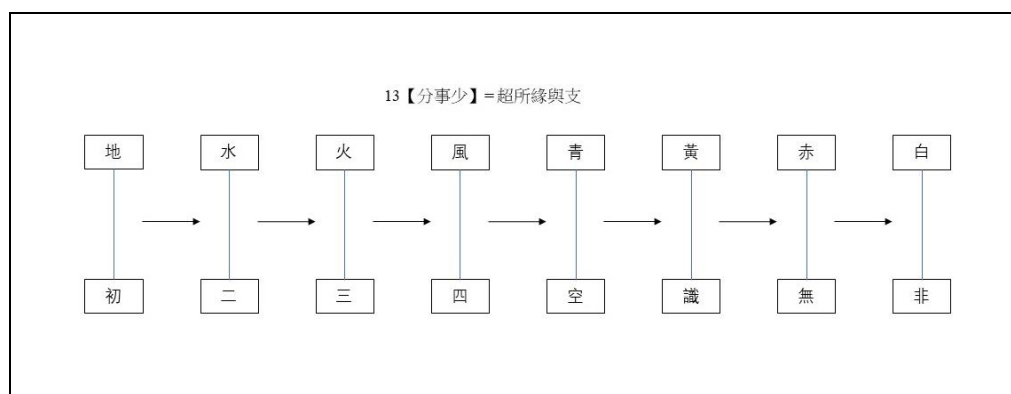 13【分事少】= 超所緣與支
地 水 火 風 青 黃 赤 白
初 二 三 四 空 識 無 非